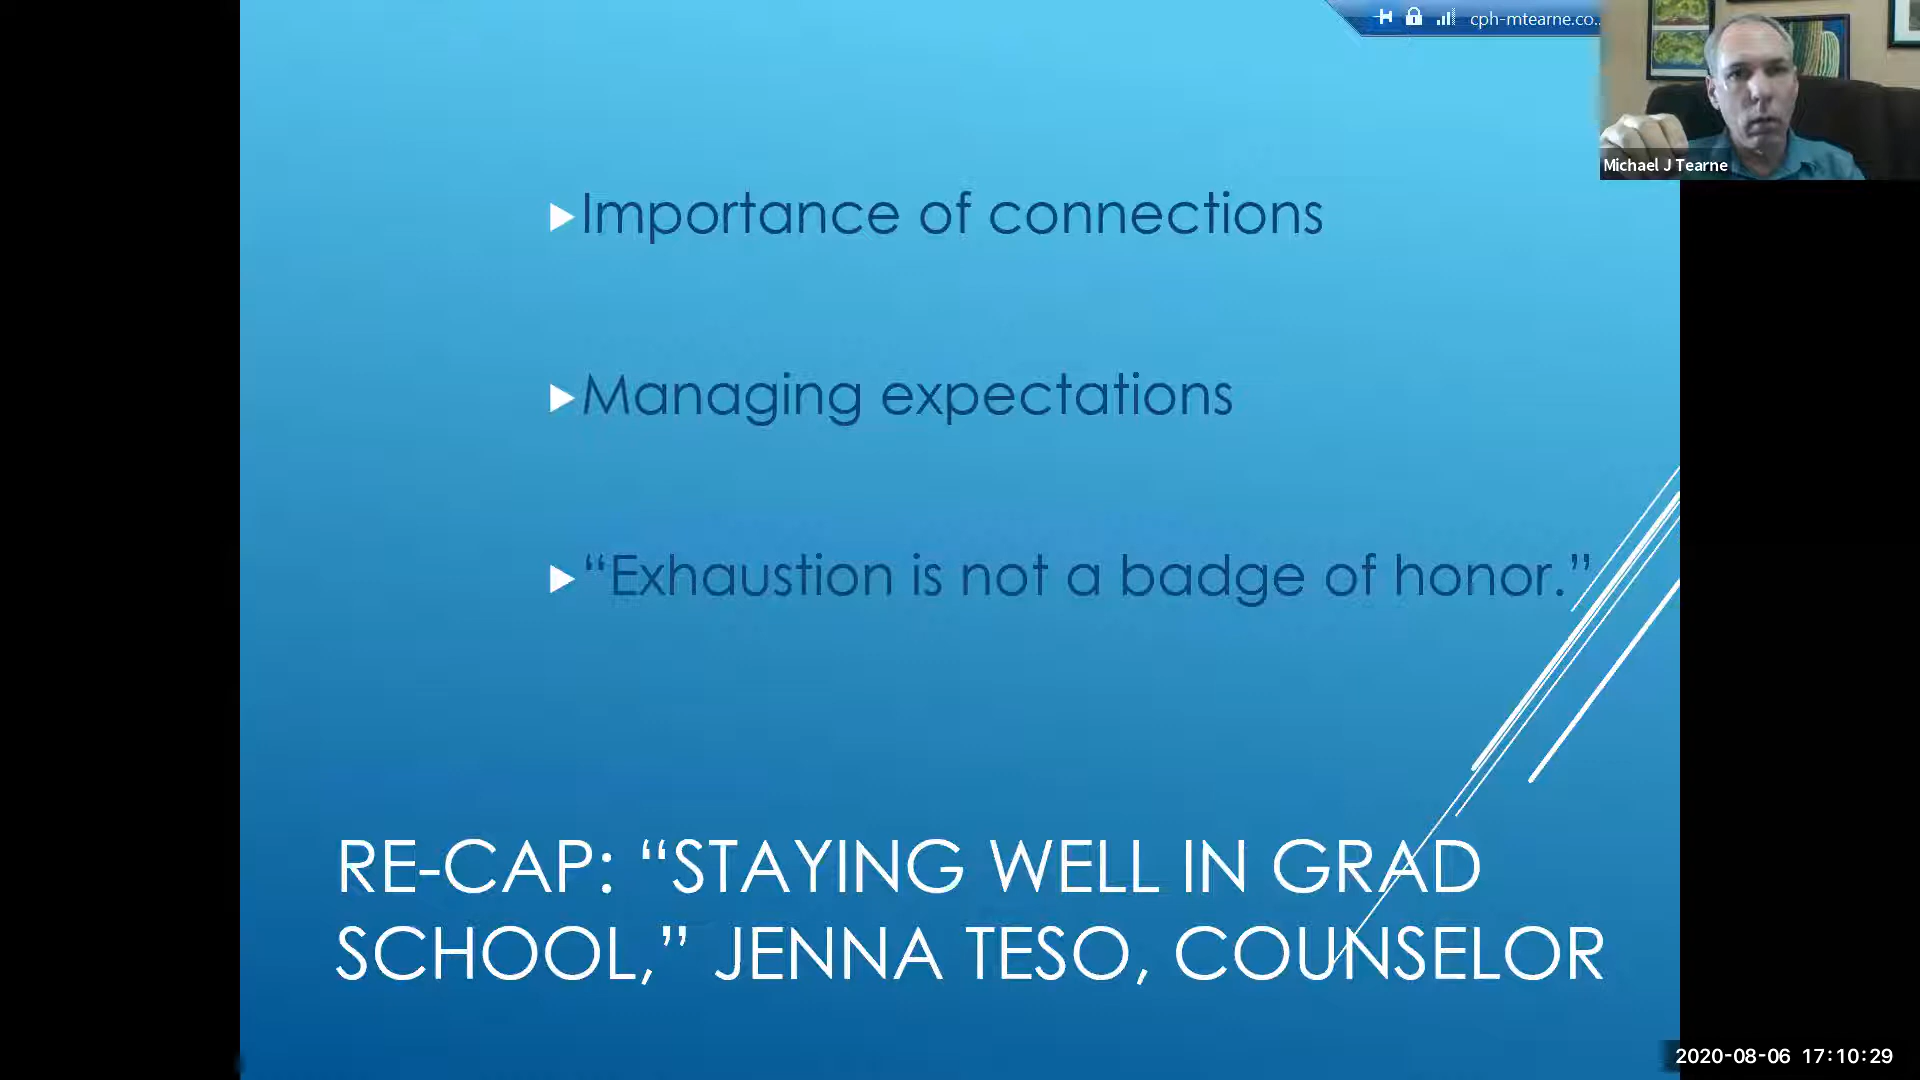 cph-mtearne.co...
Michael J Tearne
Importance of connections
Managing expectations
“Exhaustion is not a badge of honor.”
RE-CAP: “STAYING WELL IN GRAD
SCHOOL,” JENNA TESO, COUNSELOR
2020-08-06 17:10:29